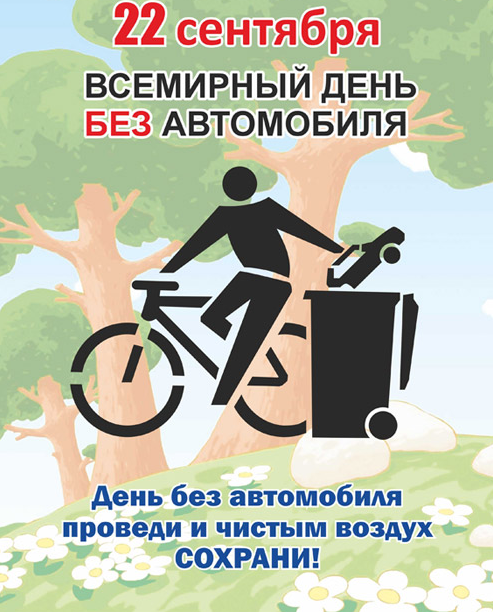 22 сентября
ВСЕМИРНЫЙ ДЕНЬ
БЕЗ АВТОМОБИЛЯ
День без автомобиля
проведи и чистым воздух
СОХРАНИ!